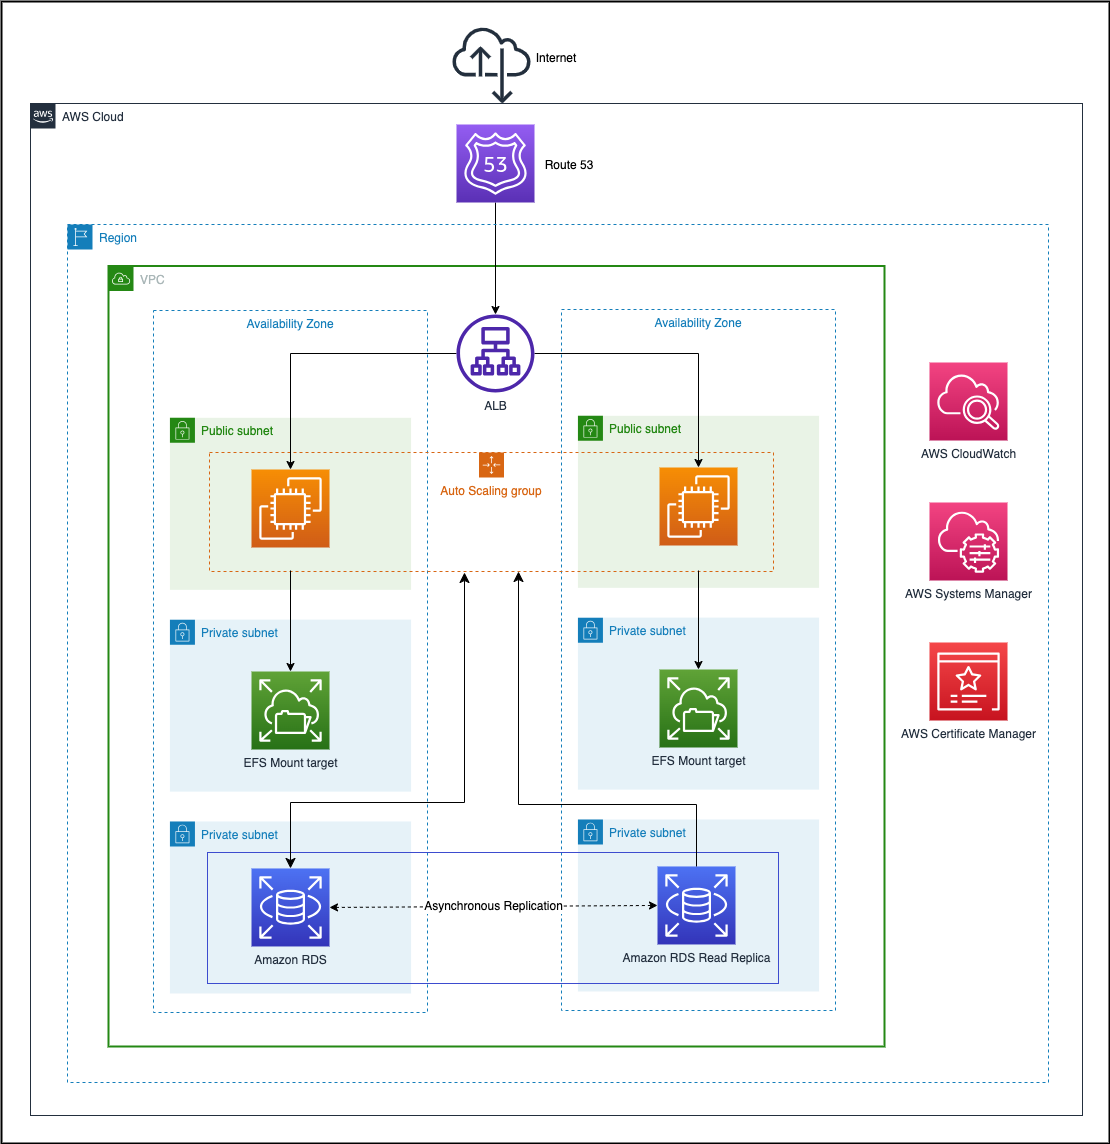 Internet
aws
AWS Cloud
53
Route 53
Region
VPC
Availability Zone
Availability Zone
ALB
Public subnet
Public subnet
Auto Scaling group
AWS CloudWatch
AWS Systems Manager
Private subnet
Private subnet
EFS Mount target
EFS Mount target
AWS Certificate Manager
Private subnet
Private subnet
Asynchronous Replication
Amazon RDS
Amazon RDS Read Replica